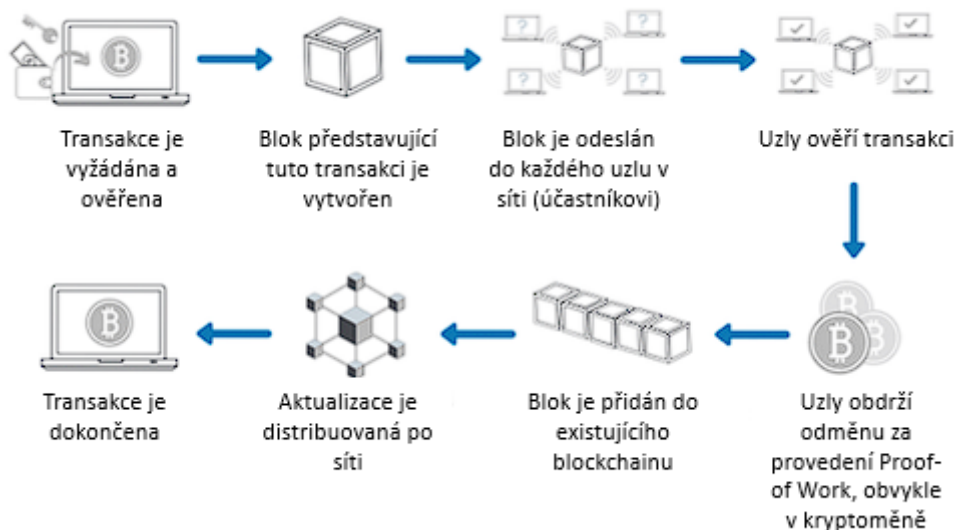 Transakce je
vyžádána a
ověřena
Blok představující
tuto transakci je
vytvořen
Blok je odeslán
do každého uzlu v
síti (účastníkovi)
Uzly ověří transakci
Transakce je
dokončena
Aktualizace je
distribuovaná po
síti
Blok je přidán do
existujícího
blockchainu
Uzly obdrží
odměnu za
provedení Proof-
of Work, obvykle
v kryptoměně